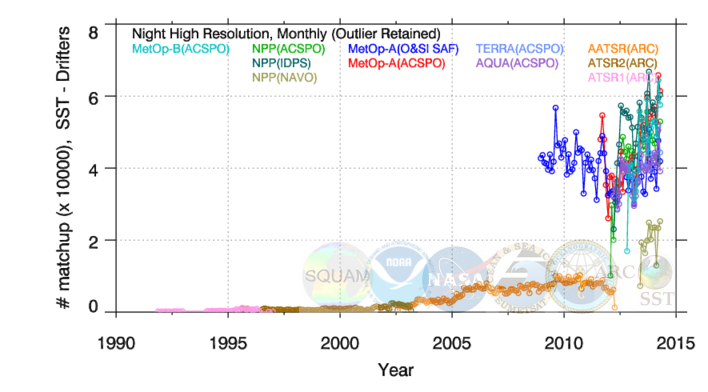 Night High Resolution, Monthly (Outlier Retained)
MetOp-B(ACSPO) NPP(ACSPO) MetOp-A(O&SI SAF) TERRA(ACSPO) AATSR(ARC)
NPP(IDPS) MetOp-A(ACSPO) AQUA(ACSPO) ATSR2(ARC)
NPP(NAVO) ATSR1(ARC)
# matchup (x 10000), SST - Drifters
8
6
4
2
0
SQUAM NOAA NASA EUMETSAT ARC
SST
1990 1995 2000 2005 2010 2015
Year